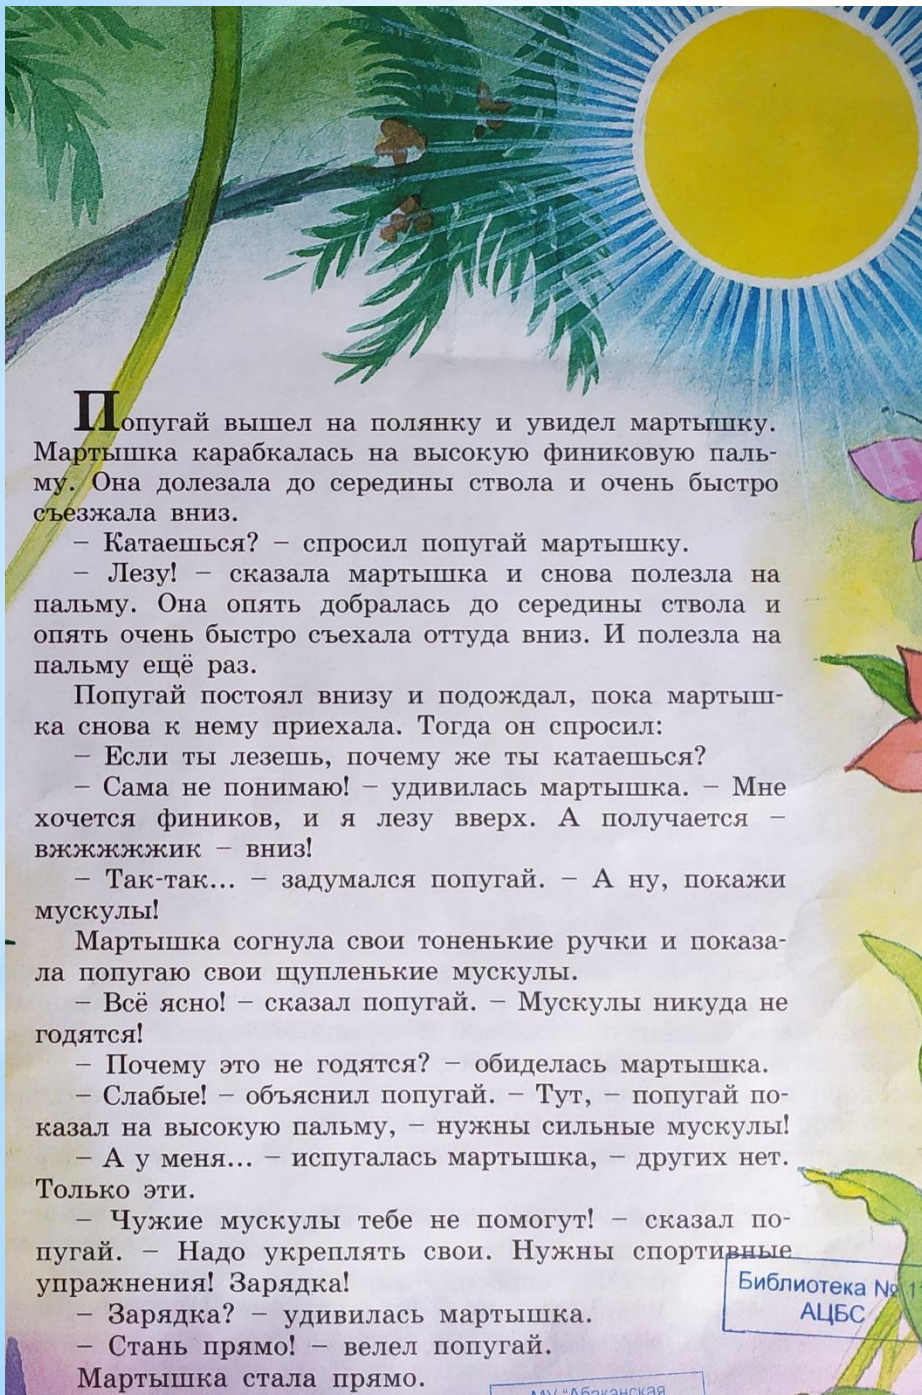 Попугай вышел на полянку и увидел мартышку.
Мартышка карабкалась на высокую финиковую паль-
му. Она долезала до середины ствола и очень быстро
съезжала вниз.
– Катаешься? – спросил попугай мартышку.
– Лезу! – сказала мартышка и снова полезла на
пальму. Она опять добралась до середины ствола и
опять очень быстро съехала оттуда вниз. И полезла на
пальму ещё раз.
Попугай постоял внизу и подождал, пока мартыш-
ка снова к нему приехала. Тогда он спросил:
– Если ты лезешь, почему же ты катаешься?
– Сама не понимаю! – удивилась мартышка. – Мне
хочется фиников, и я лезу вверх. А получается –
вжжжжжик – вниз!
– Так-так... – задумался попугай. – А ну, покажи
мускулы!
Мартышка согнула свои тоненькие ручки и показа-
ла попугаю свои щупленькие мускулы.
– Всё ясно! – сказал попугай. – Мускулы никуда не
годятся!
– Почему это не годятся? – обиделась мартышка.
– Слабые! – объяснил попугай. – Тут, – попугай по-
казал на высокую пальму, – нужны сильные мускулы!
– А у меня... – испугалась мартышка, – других нет.
Только эти.
– Чужие мускулы тебе не помогут! – сказал по-
пугай. – Надо укреплять свои. Нужны спортивные
упражнения! Зарядка!
– Зарядка? – удивилась мартышка.
– Стань прямо! – велел попугай.
Мартышка стала прямо.
Библиотека №
АЦБС
МУ "Абаканская